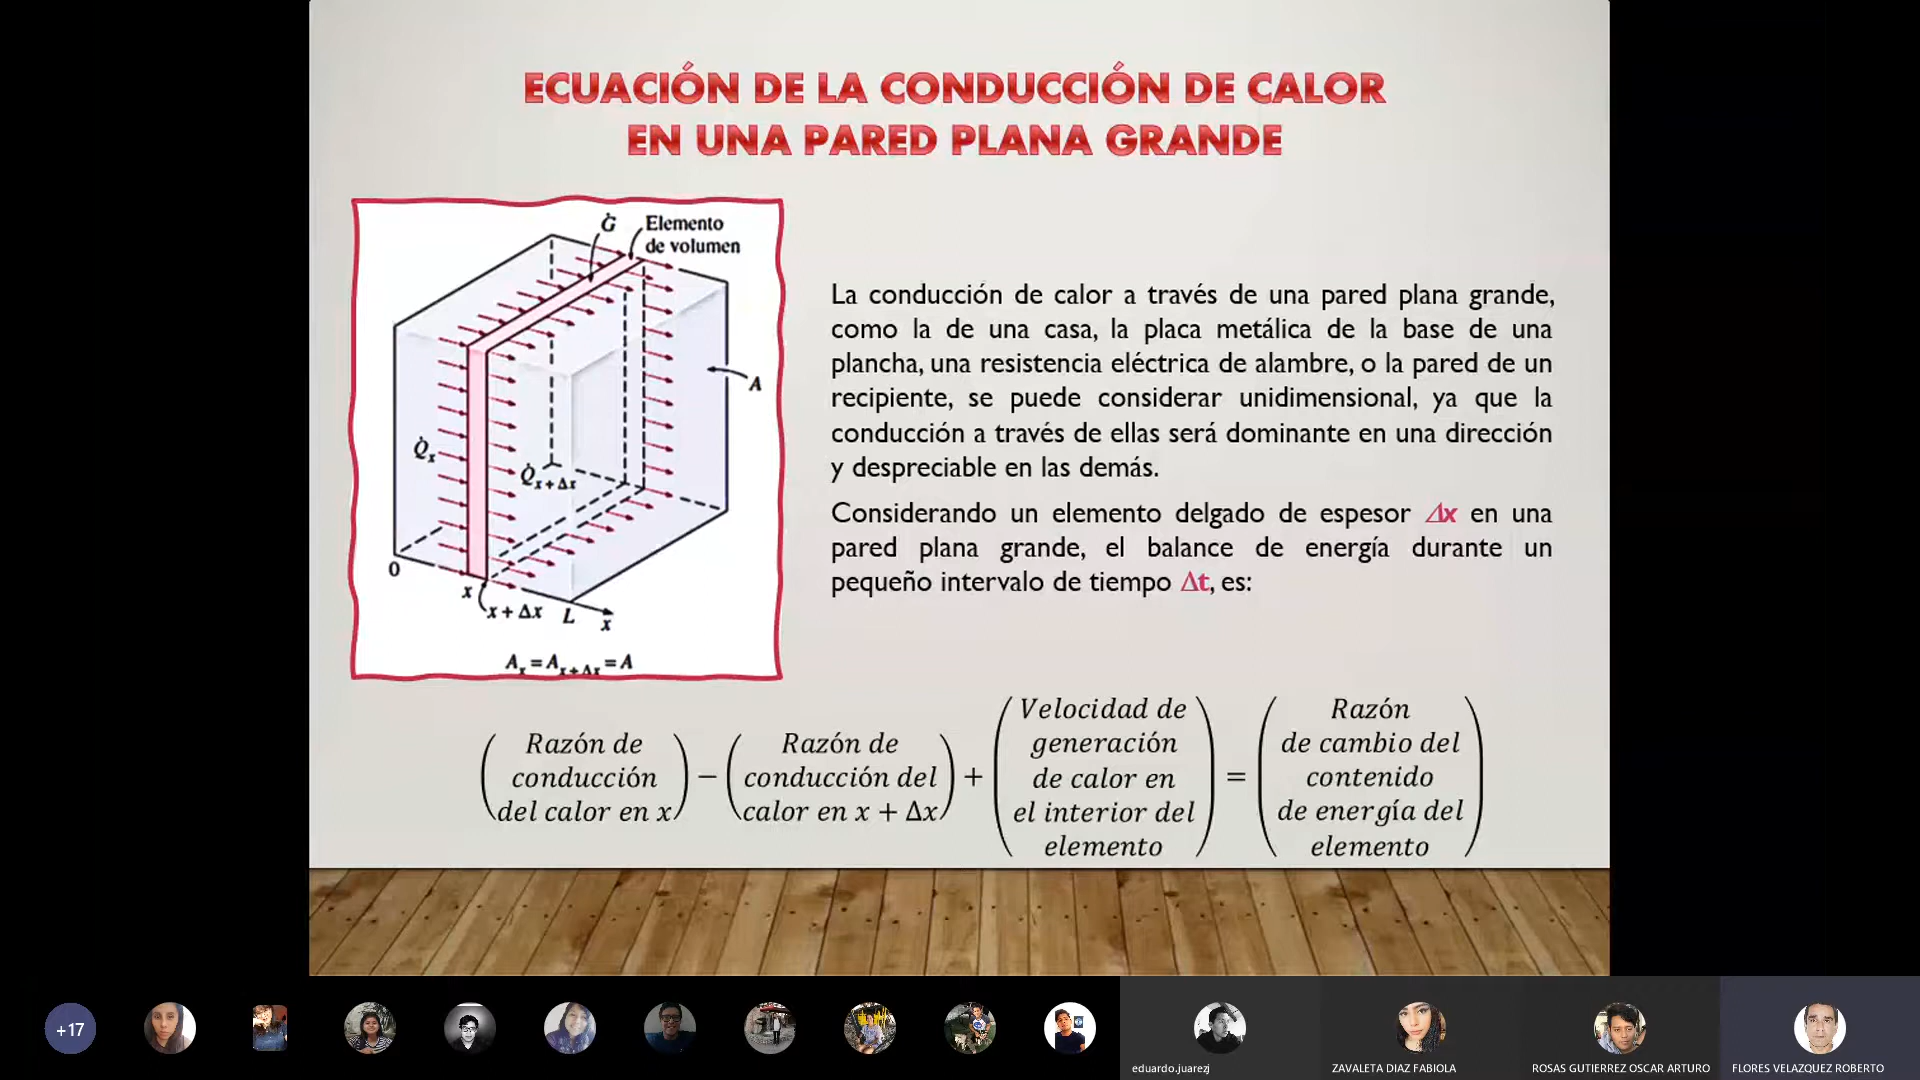 ECUACIÓN DE LA CONDUCCIÓN DE CALOR
EN UNA PARED PLANA GRANDE
Ġ
Elemento
de volumen
A
Q̇x
Q̇x+Δx
0
x
x+Δx
L
x
Ax = Ax+Δx = A
La conducción de calor a través de una pared plana grande,
como la de una casa, la placa metálica de la base de una
plancha, una resistencia eléctrica de alambre, o la pared de un
recipiente, se puede considerar unidimensional, ya que la
conducción a través de ellas será dominante en una dirección
y despreciable en las demás.
Considerando un elemento delgado de espesor Δx en una
pared plana grande, el balance de energía durante un
pequeño intervalo de tiempo Δt, es:
(Razón de
conducción
del calor en x)
−
(Razón de
conducción del
calor en x + Δx)
+
(Velocidad de
generación
de calor en
el interior del
elemento)
=
(Razón
de cambio del
contenido
de energía del
elemento)
+17
eduardo.juarezj
ZAVALETA DIAZ FABIOLA
ROSAS GUTIERREZ OSCAR ARTURO
FLORES VELAZQUEZ ROBERTO